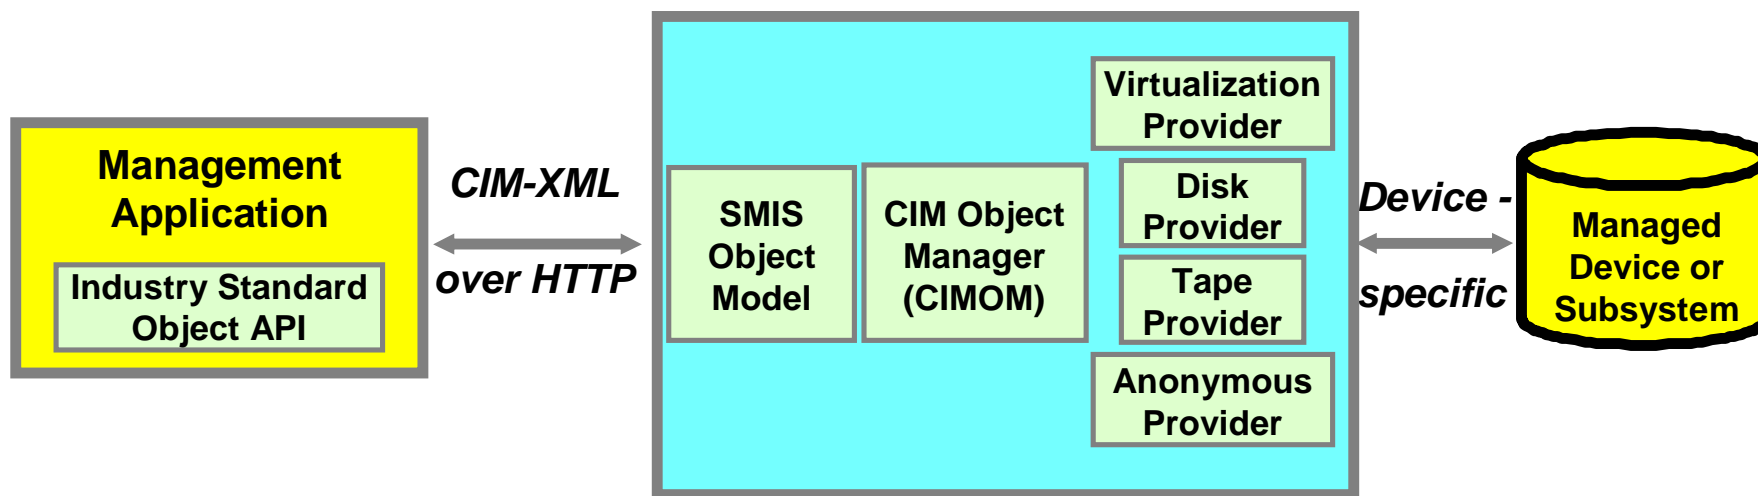 Management
Application
Industry Standard
Object API
CIM-XML
over HTTP
SMIS
Object
Model
CIM Object
Manager
(CIMOM)
Virtualization
Provider
Disk
Provider
Tape
Provider
Anonymous
Provider
Device -
specific
Managed
Device or
Subsystem